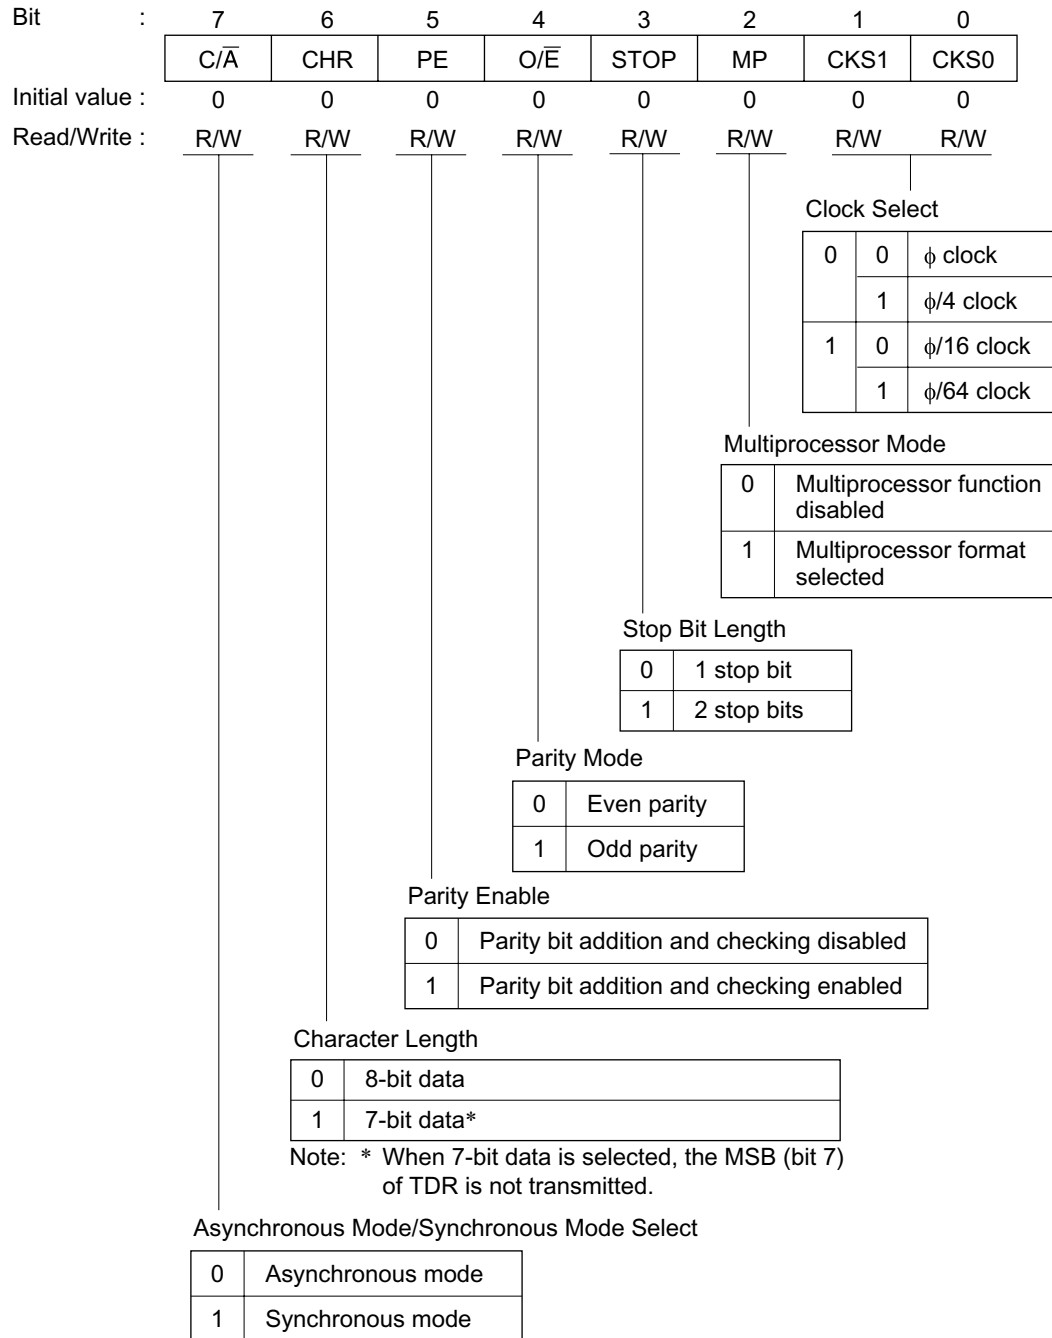 Bit : 7 6 5 4 3 2 1 0
C/A̅ CHR PE O/E̅ STOP MP CKS1 CKS0
Initial value : 0 0 0 0 0 0 0 0
Read/Write : R/W R/W R/W R/W R/W R/W R/W R/W
Clock Select
0 0 ϕ clock
1 ϕ/4 clock
1 0 ϕ/16 clock
1 ϕ/64 clock
Multiprocessor Mode
0 Multiprocessor function
disabled
1 Multiprocessor format
selected
Stop Bit Length
0 1 stop bit
1 2 stop bits
Parity Mode
0 Even parity
1 Odd parity
Parity Enable
0 Parity bit addition and checking disabled
1 Parity bit addition and checking enabled
Character Length
0 8-bit data
1 7-bit data*
Note: * When 7-bit data is selected, the MSB (bit 7)
of TDR is not transmitted.
Asynchronous Mode/Synchronous Mode Select
0 Asynchronous mode
1 Synchronous mode